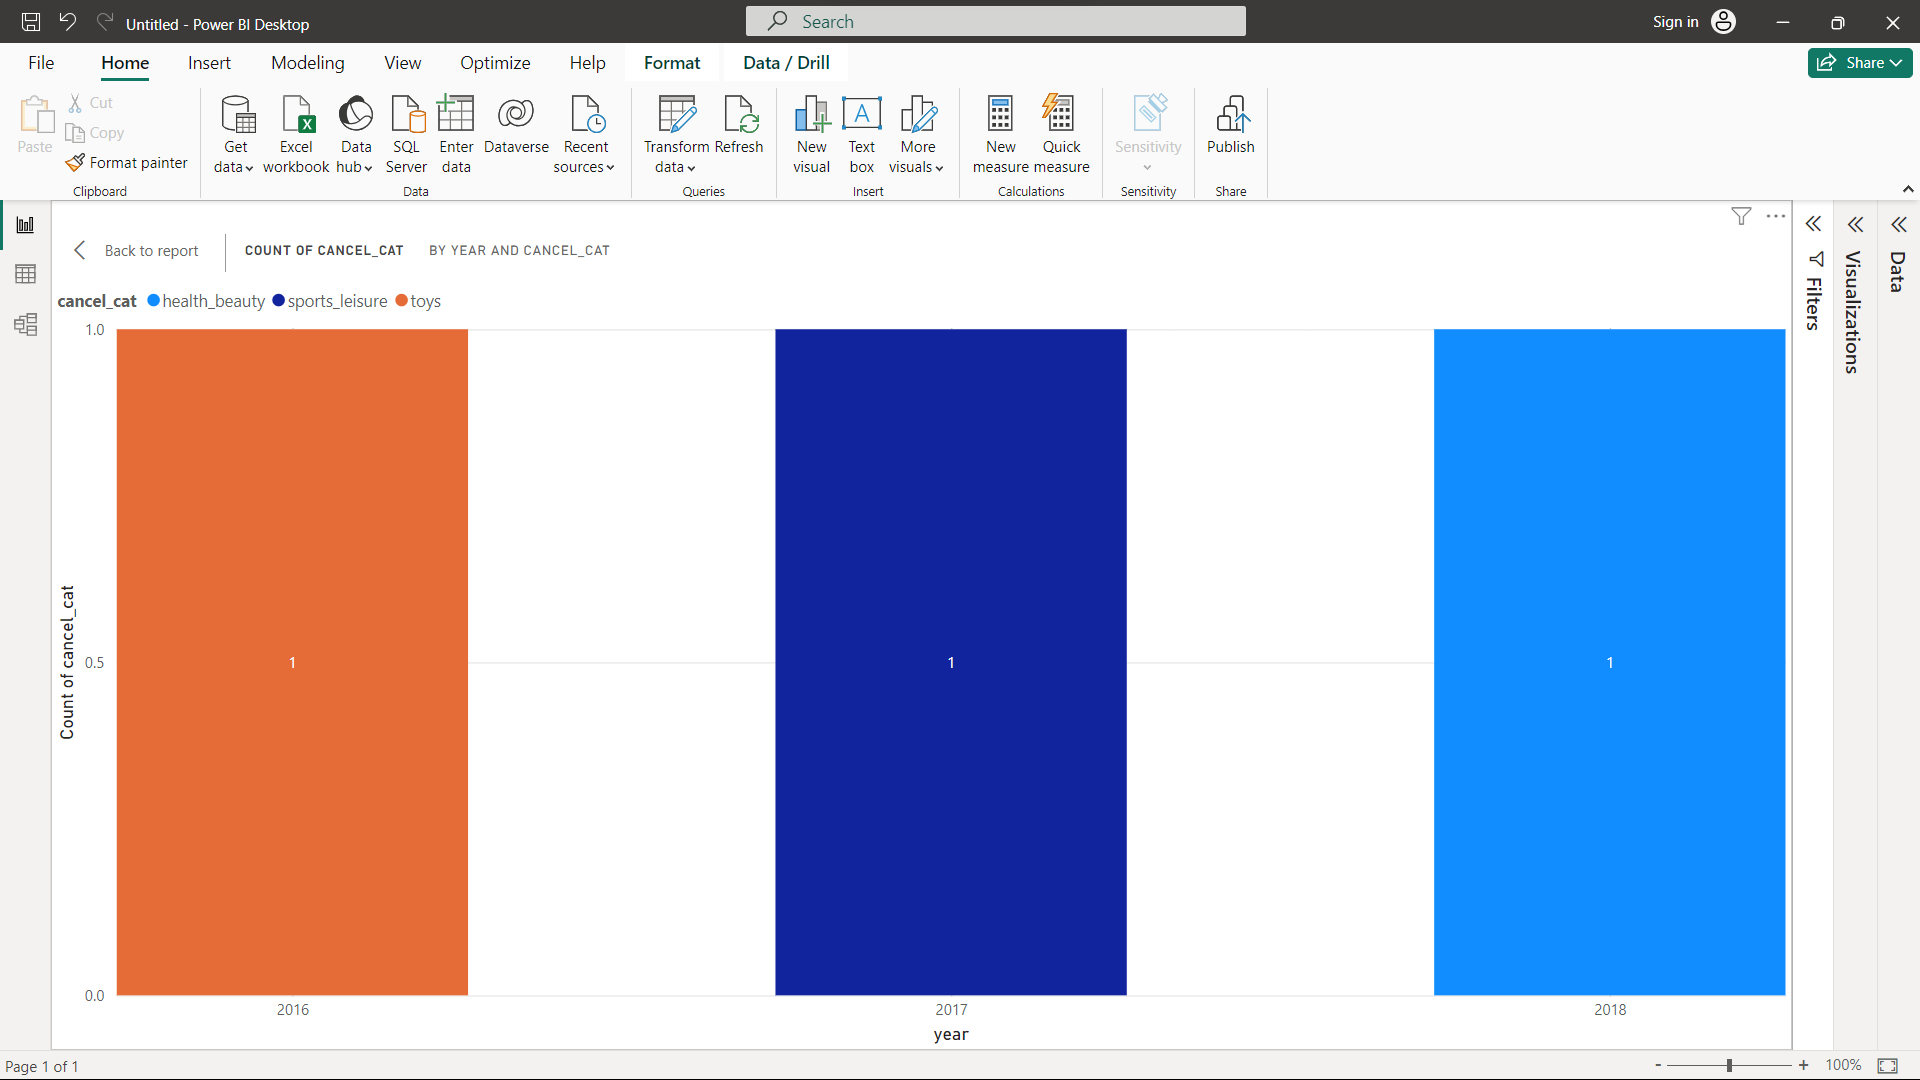 Untitled - Power BI Desktop
Search
Sign in
File Home Insert Modeling View Optimize Help Format Data / Drill
Share
Paste
Cut
Copy
Format painter
Clipboard
Get data
Excel workbook
Data hub
SQL Server
Enter data
Dataverse
Recent sources
Data
Transform data
Refresh
Queries
New visual
A
Text box
More visuals
Insert
New measure
Quick measure
Calculations
Sensitivity
Sensitivity
Publish
Share
Back to report
COUNT OF CANCEL_CAT BY YEAR AND CANCEL_CAT
cancel_cat health_beauty sports_leisure toys
Count of cancel_cat
1.0
0.5
0.0
1
1
1
2016
2017
2018
year
Filters
Visualizations
Data
Page 1 of 1
- + 100%